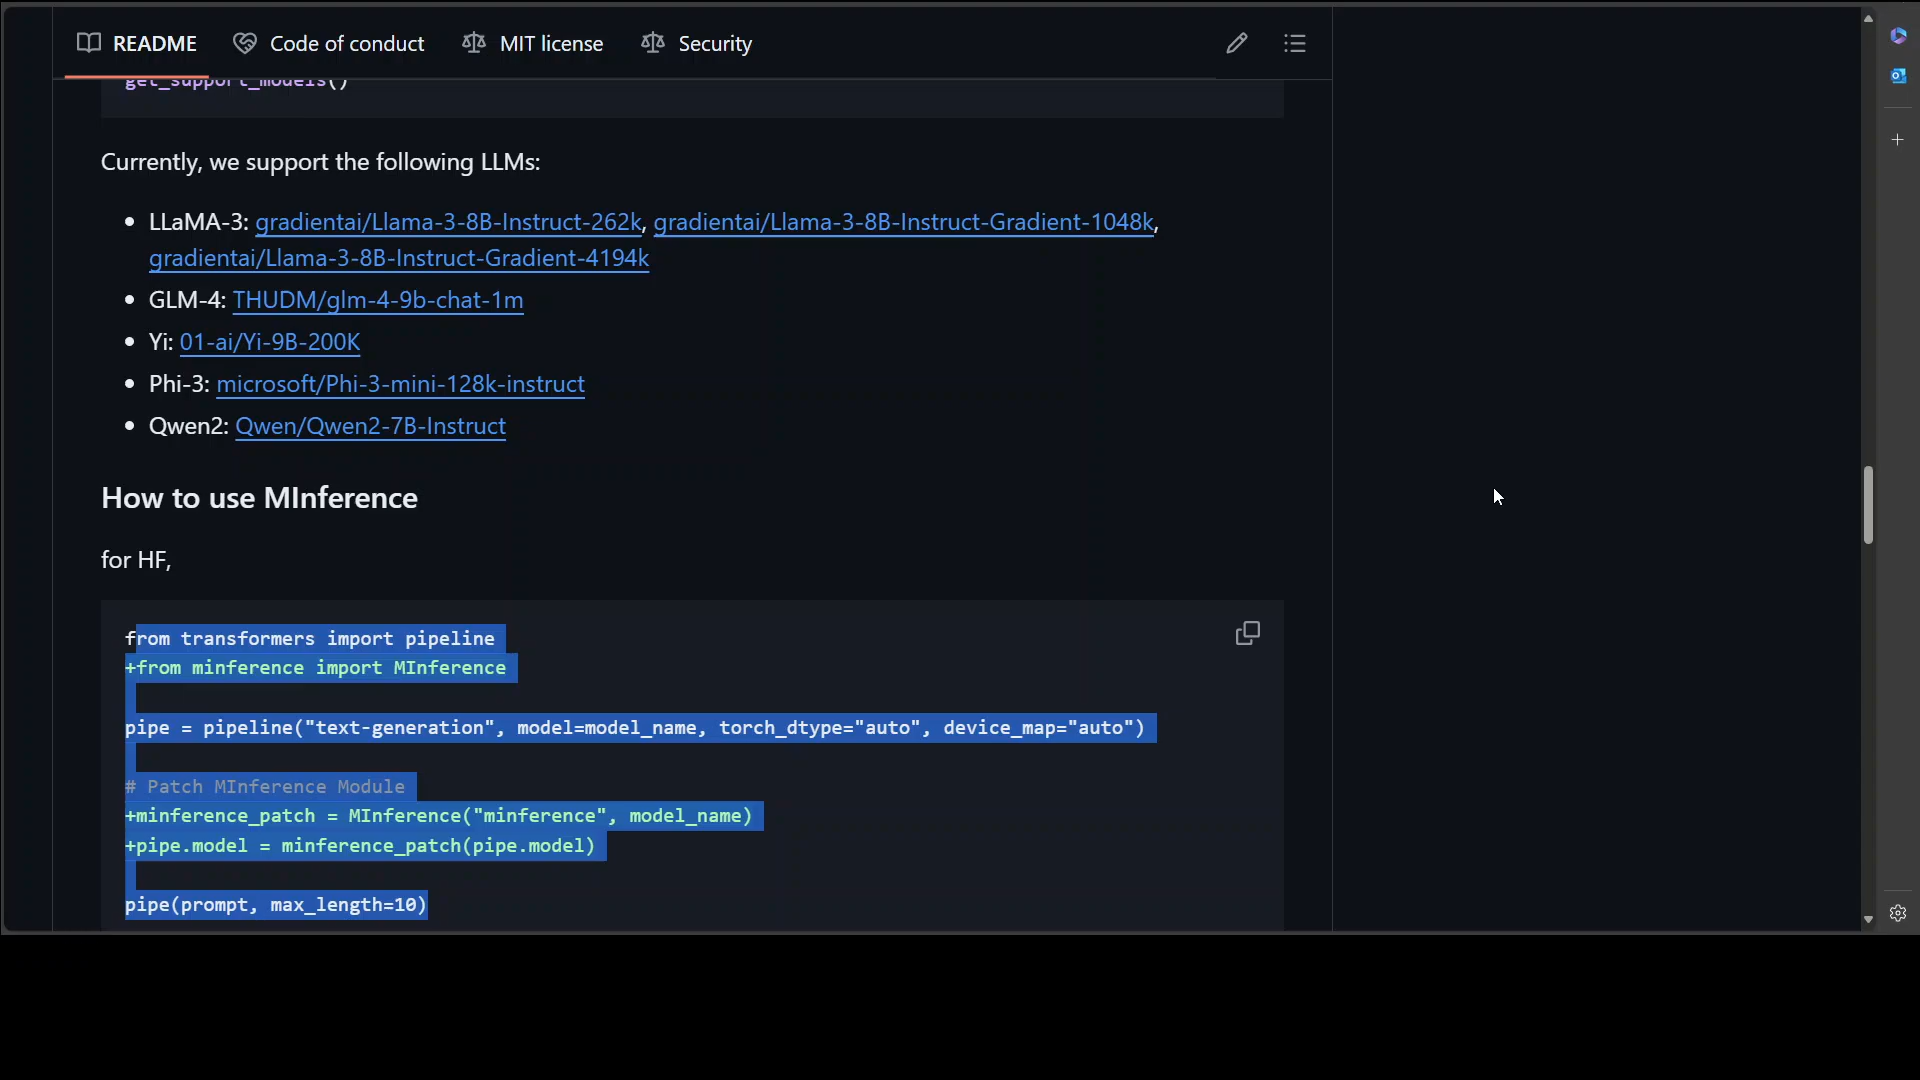 README
Code of conduct
MIT license
Security
get_support_models()
Currently, we support the following LLMs:
• LLaMA-3: gradientai/Llama-3-8B-Instruct-262k, gradientai/Llama-3-8B-Instruct-Gradient-1048k,
gradientai/Llama-3-8B-Instruct-Gradient-4194k
• GLM-4: THUDM/glm-4-9b-chat-1m
• Yi: 01-ai/Yi-9B-200K
• Phi-3: microsoft/Phi-3-mini-128k-instruct
• Qwen2: Qwen/Qwen2-7B-Instruct
How to use MInference
for HF,
from transformers import pipeline
+from minference import MInference
pipe = pipeline("text-generation", model=model_name, torch_dtype="auto", device_map="auto")
# Patch MInference Module
+minference_patch = MInference("minference", model_name)
+pipe.model = minference_patch(pipe.model)
pipe(prompt, max_length=10)